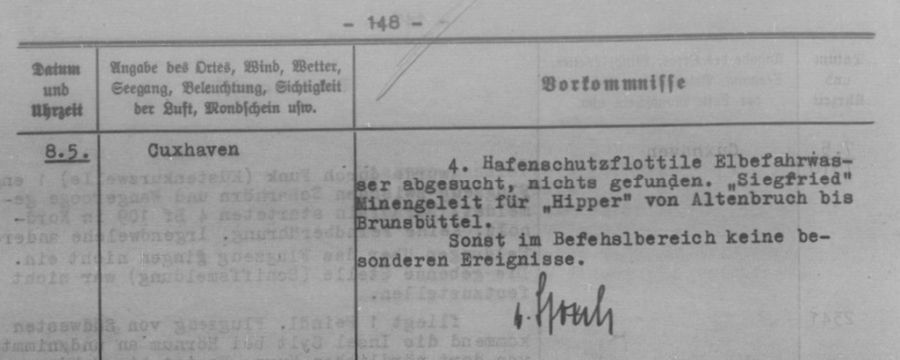 - 148 -
Datum
und
Uhrzeit
Angabe des Ortes, Wind, Wetter,
Seegang, Beleuchtung, Sichtigkeit
der Luft, Mondschein usw.
Vorkommnisse
8.5.
Cuxhaven
4. Hafenschutzflottile Elbefahrwas-
ser abgesucht, nichts gefunden. „Siegfried"
Minengeleit für „Hipper" von Altenbruch bis
Brunsbüttel.
Sonst im Befehlsbereich keine be-
sonderen Ereignisse.